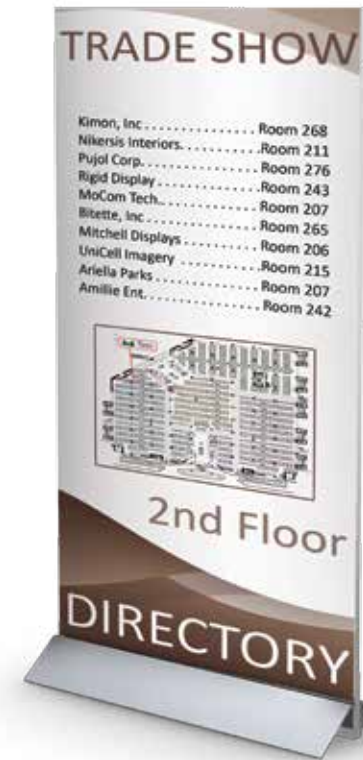 TRADE SHOW
Kimon, Inc . . . . . . . . . . . . . Room 268
Nikersis Interiors. . . . . . . . . . . .Room 211
Pujol Corp. . . . . . . . . . . . . . Room 276
Rigid Display . . . . . . . . . . . . Room 243
MoCom Tech.. . . . . . . . . . . . Room 207
Bitette, Inc . . . . . . . . . . . . . Room 265
Mitchell Displays . . . . . . . . . Room 206
UniCell Imagery . . . . . . . . . .Room 215
Ariella Parks . . . . . . . . . . . . Room 207
Amillie Ent. . . . . . . . . . . . . Room 242
2nd Floor
DIRECTORY